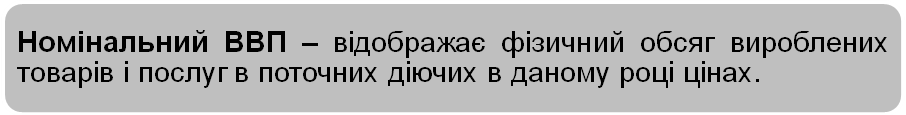 Номінальний ВВП – відображає фізичний обсяг вироблених
товарів і послуг в поточних діючих в даному році цінах.